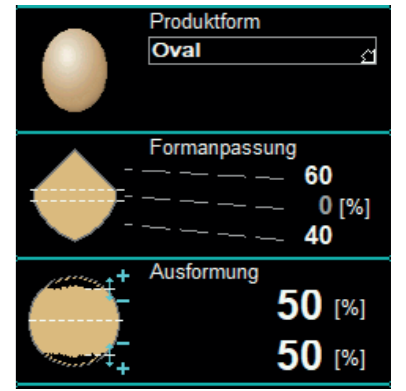 Produktform
Oval
Formanpassung
60
0 [%]
40
Ausformung
+
−
50 [%]
−
+
50 [%]